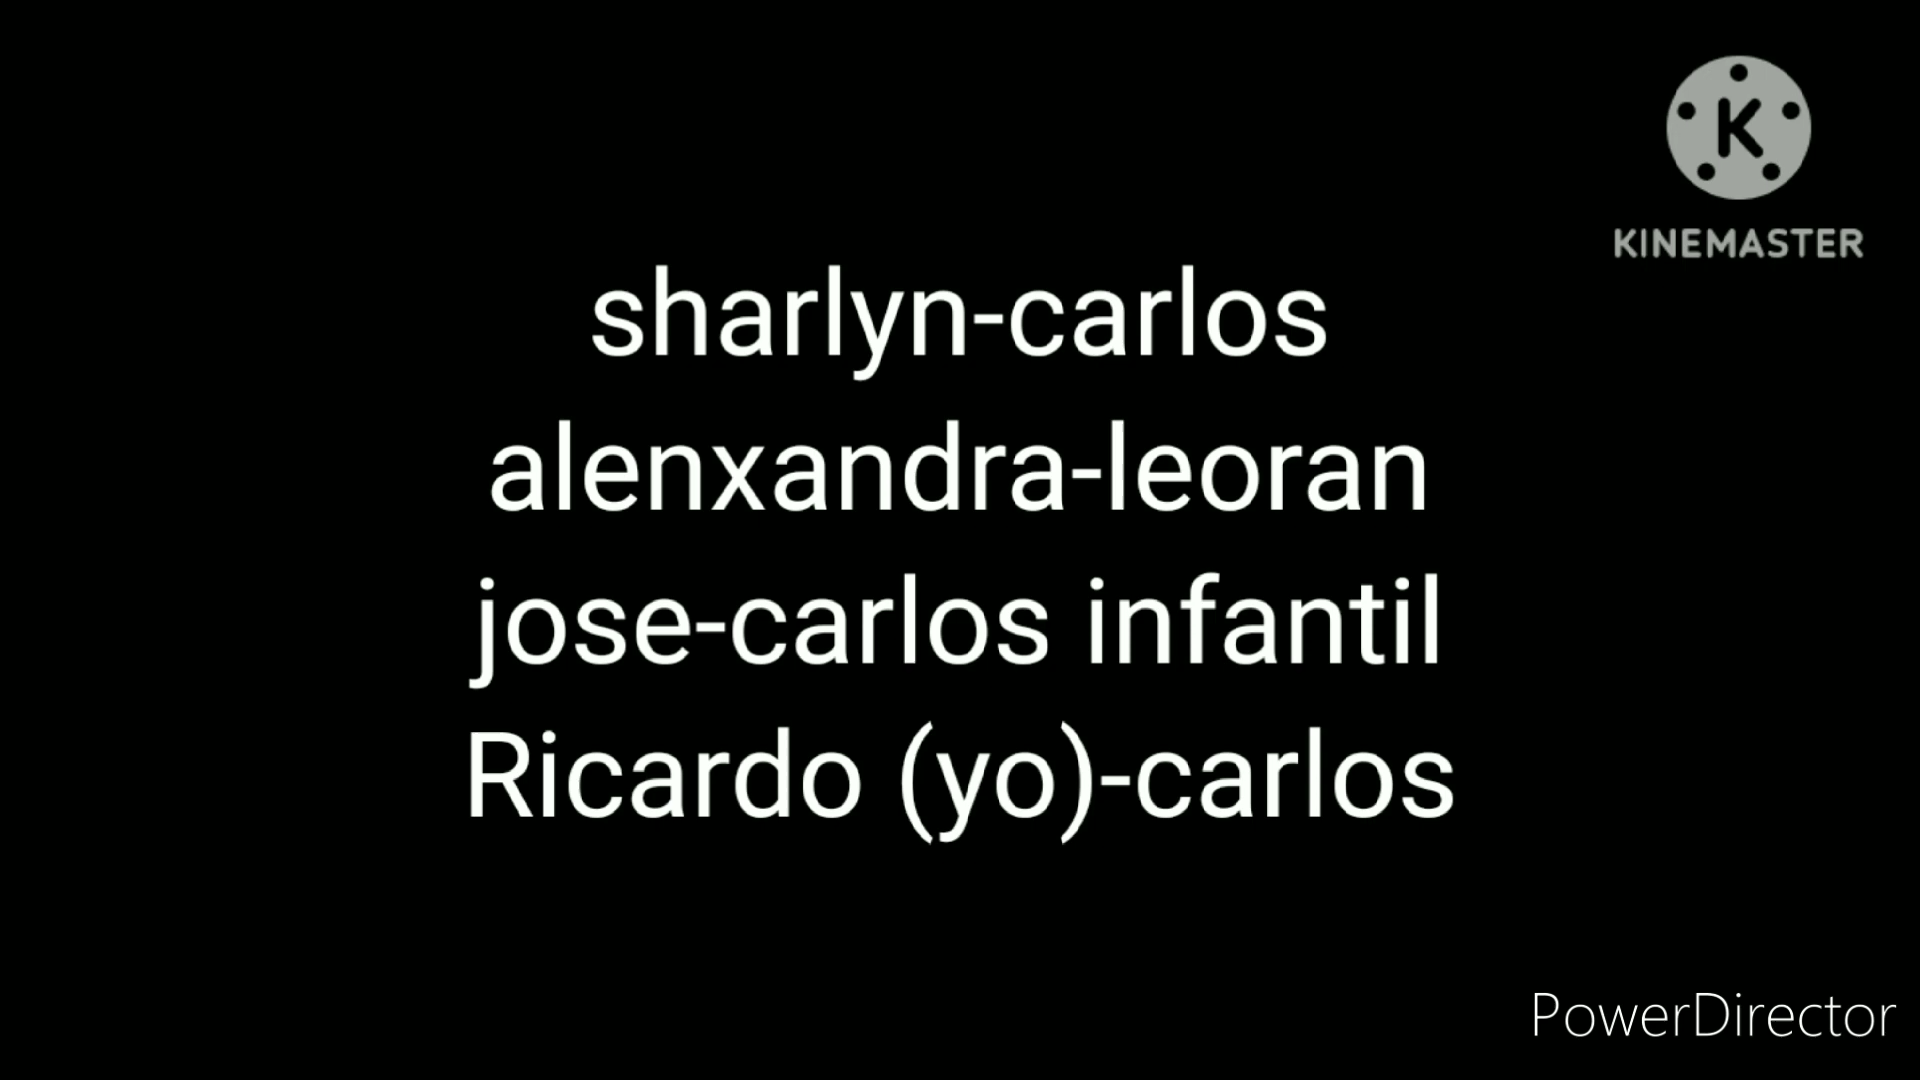 K
KINEMASTER
sharlyn-carlos
alenxandra-leoran
jose-carlos infantil
Ricardo (yo)-carlos
PowerDirector